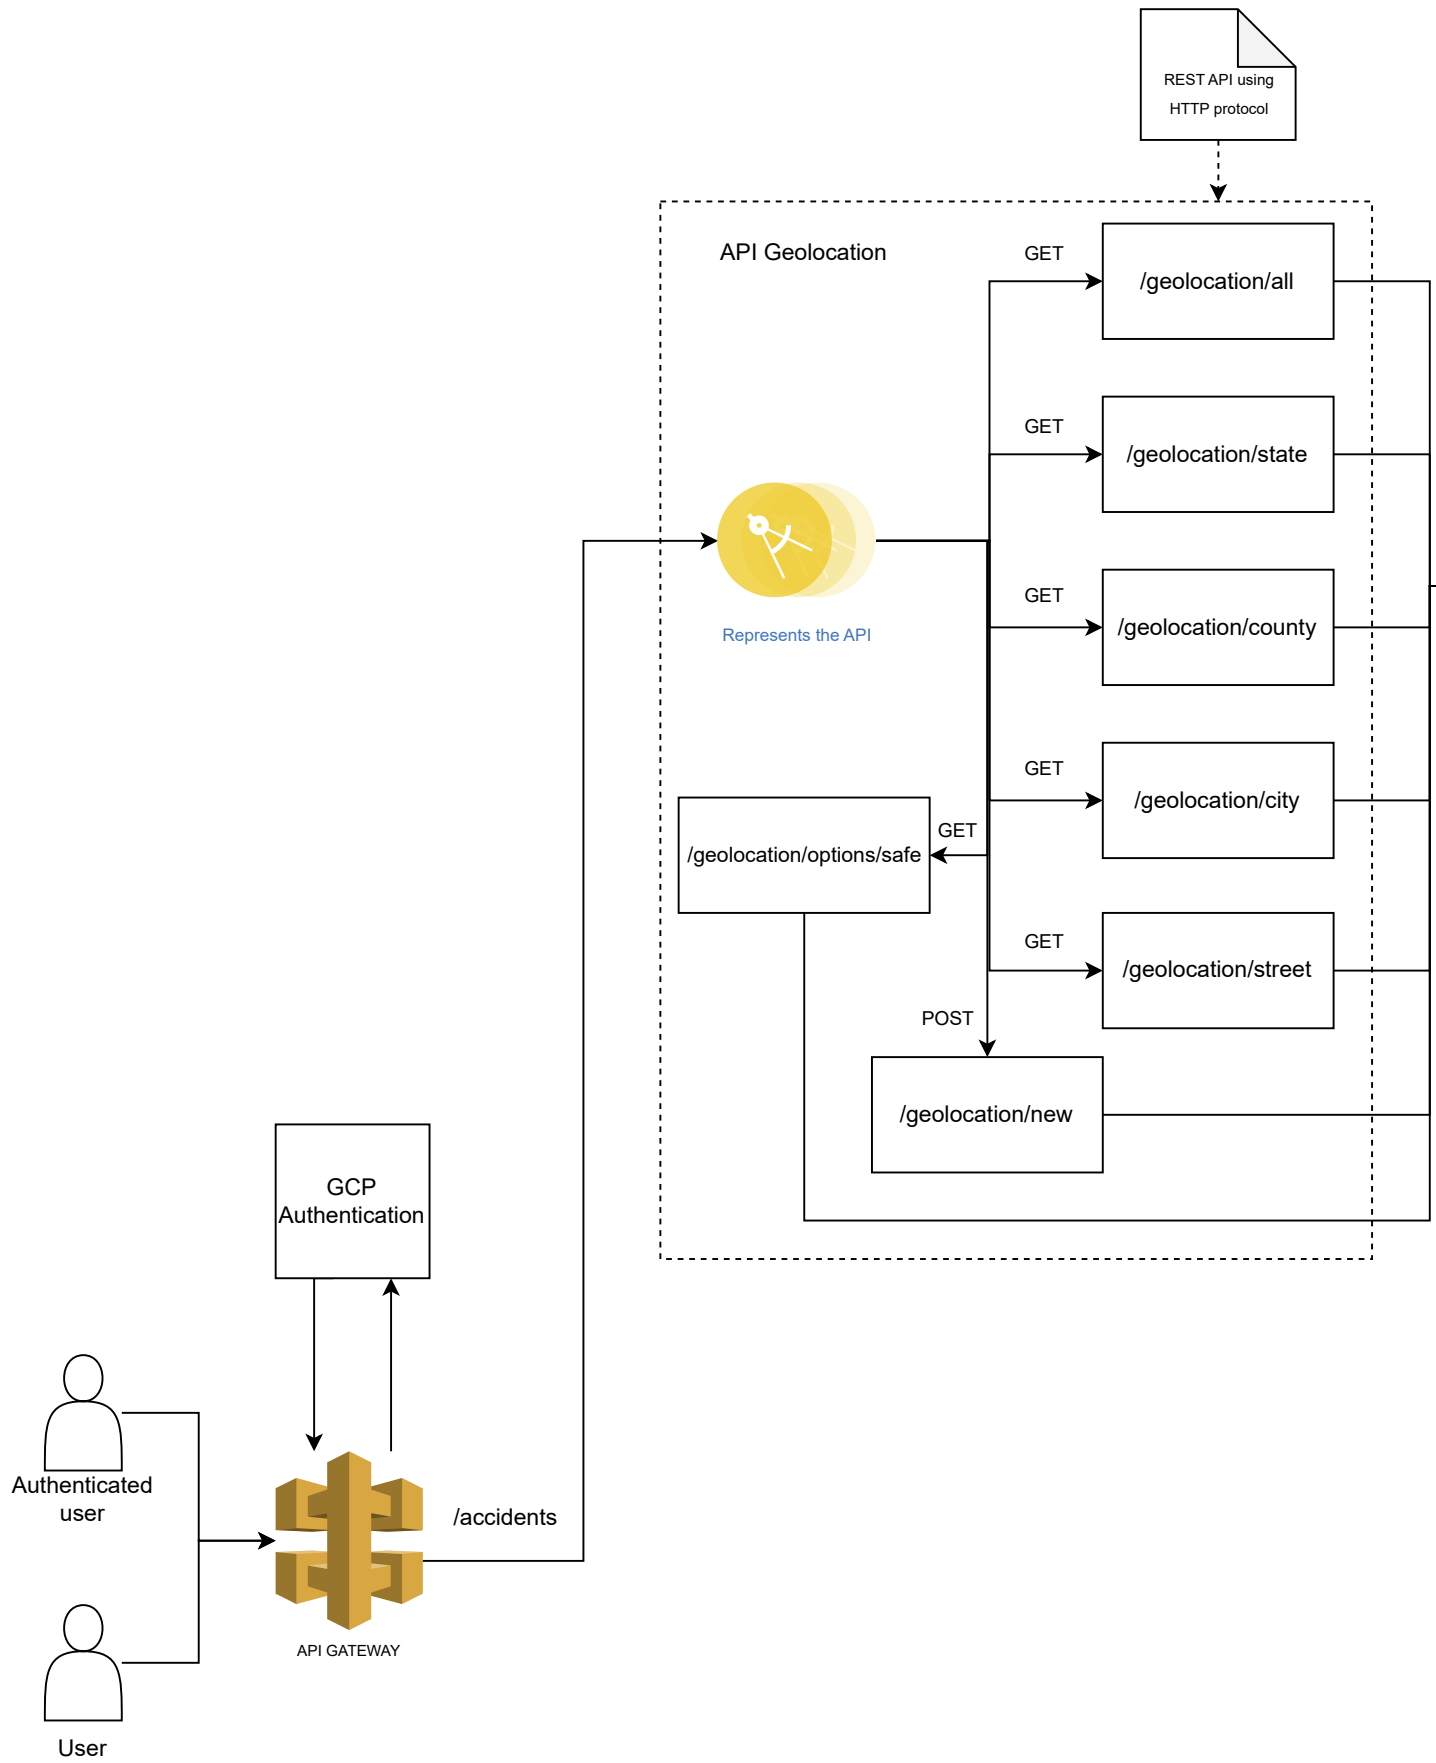 REST API using
HTTP protocol
API Geolocation
GET
/geolocation/all
GET
/geolocation/state
GET
/geolocation/county
Represents the API
GET
/geolocation/city
GET
/geolocation/options/safe
GET
/geolocation/street
POST
/geolocation/new
GCP
Authentication
Authenticated
user
/accidents
API GATEWAY
User